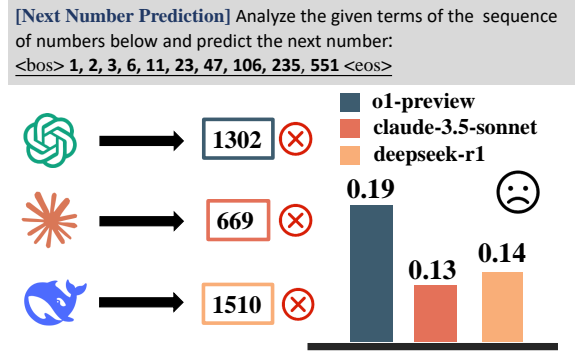 [Next Number Prediction] Analyze the given terms of the sequence
of numbers below and predict the next number:
<bos> 1, 2, 3, 6, 11, 23, 47, 106, 235, 551 <eos>
1302
669
1510
o1-preview
claude-3.5-sonnet
deepseek-r1
0.19
0.13
0.14